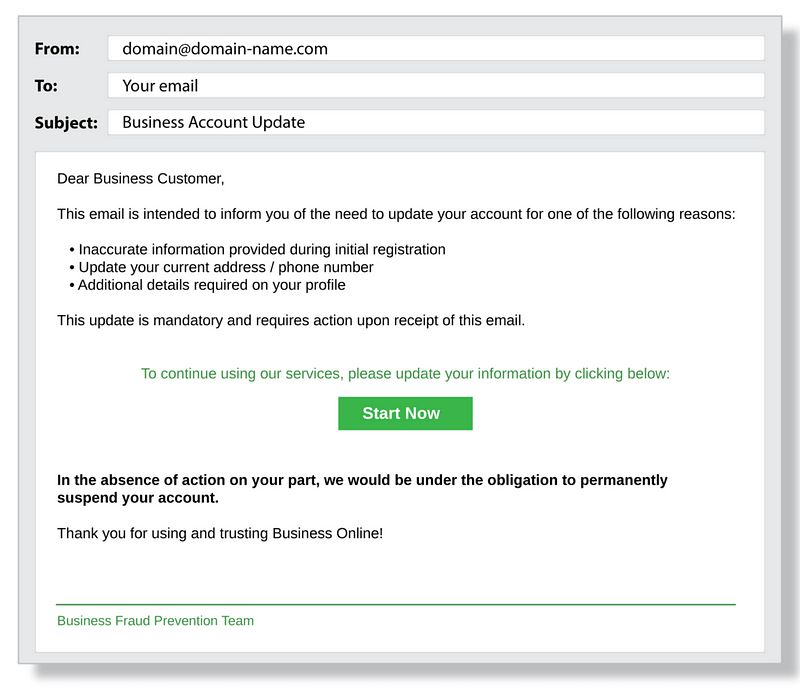 From: domain@domain-name.com
To: Your email
Subject: Business Account Update
Dear Business Customer,
This email is intended to inform you of the need to update your account for one of the following reasons:
• Inaccurate information provided during initial registration
• Update your current address / phone number
• Additional details required on your profile
This update is mandatory and requires action upon receipt of this email.
To continue using our services, please update your information by clicking below:
Start Now
In the absence of action on your part, we would be under the obligation to permanently
suspend your account.
Thank you for using and trusting Business Online!
Business Fraud Prevention Team